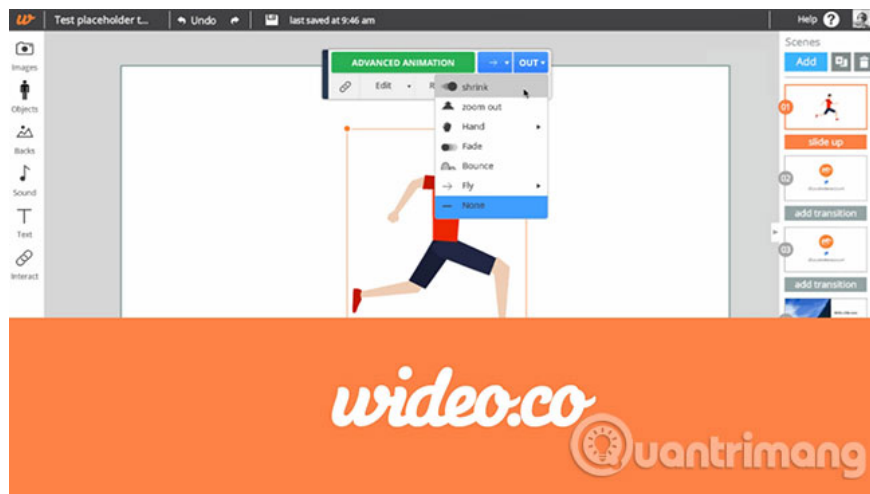 w Test placeholder t... Undo last saved at 9:46 am Help ?
Images
Objects
Backs
Sound
Text
Interact
ADVANCED ANIMATION OUT
Edit
shrink
zoom out
Hand
Fade
Bounce
Fly
None
Scenes
Add
01
slide up
02
add transition
03
add transition
wideo.co
Quantrimang